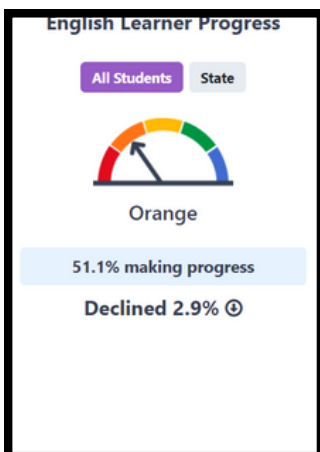 English Learner Progress
All Students State
Orange
51.1% making progress
Declined 2.9%